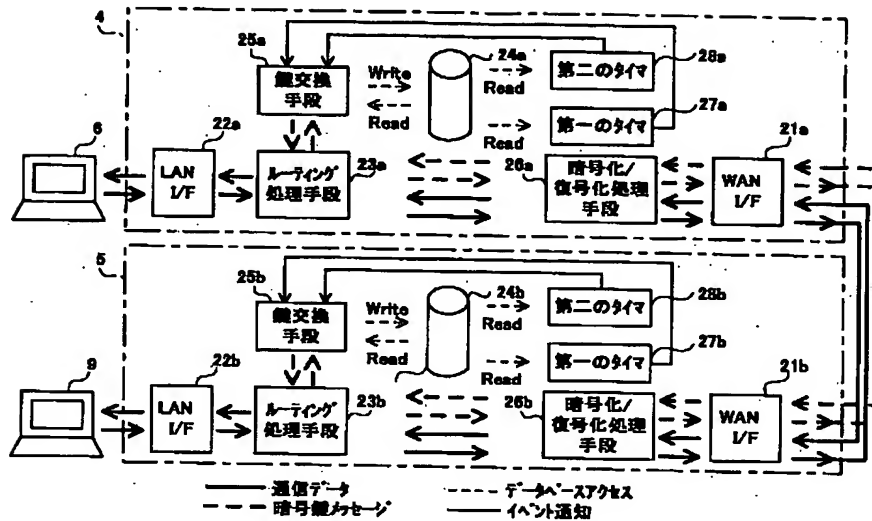 4
25a
鍵交換
手段
Write
Read
24a
Read
Read
第二のタイマ
28a
第一のタイマ
27a
6
22a
LAN
I/F
ルーティング
処理手段
23a
26a
暗号化/
復号化処理
手段
21a
WAN
I/F
5
25b
鍵交換
手段
Write
Read
24b
Read
Read
第二のタイマ
28b
第一のタイマ
27b
9
22b
LAN
I/F
ルーティング
処理手段
23b
26b
暗号化/
復号化処理
手段
21b
WAN
I/F
通信データ
暗号鍵メッセージ
データベースアクセス
イベント通知